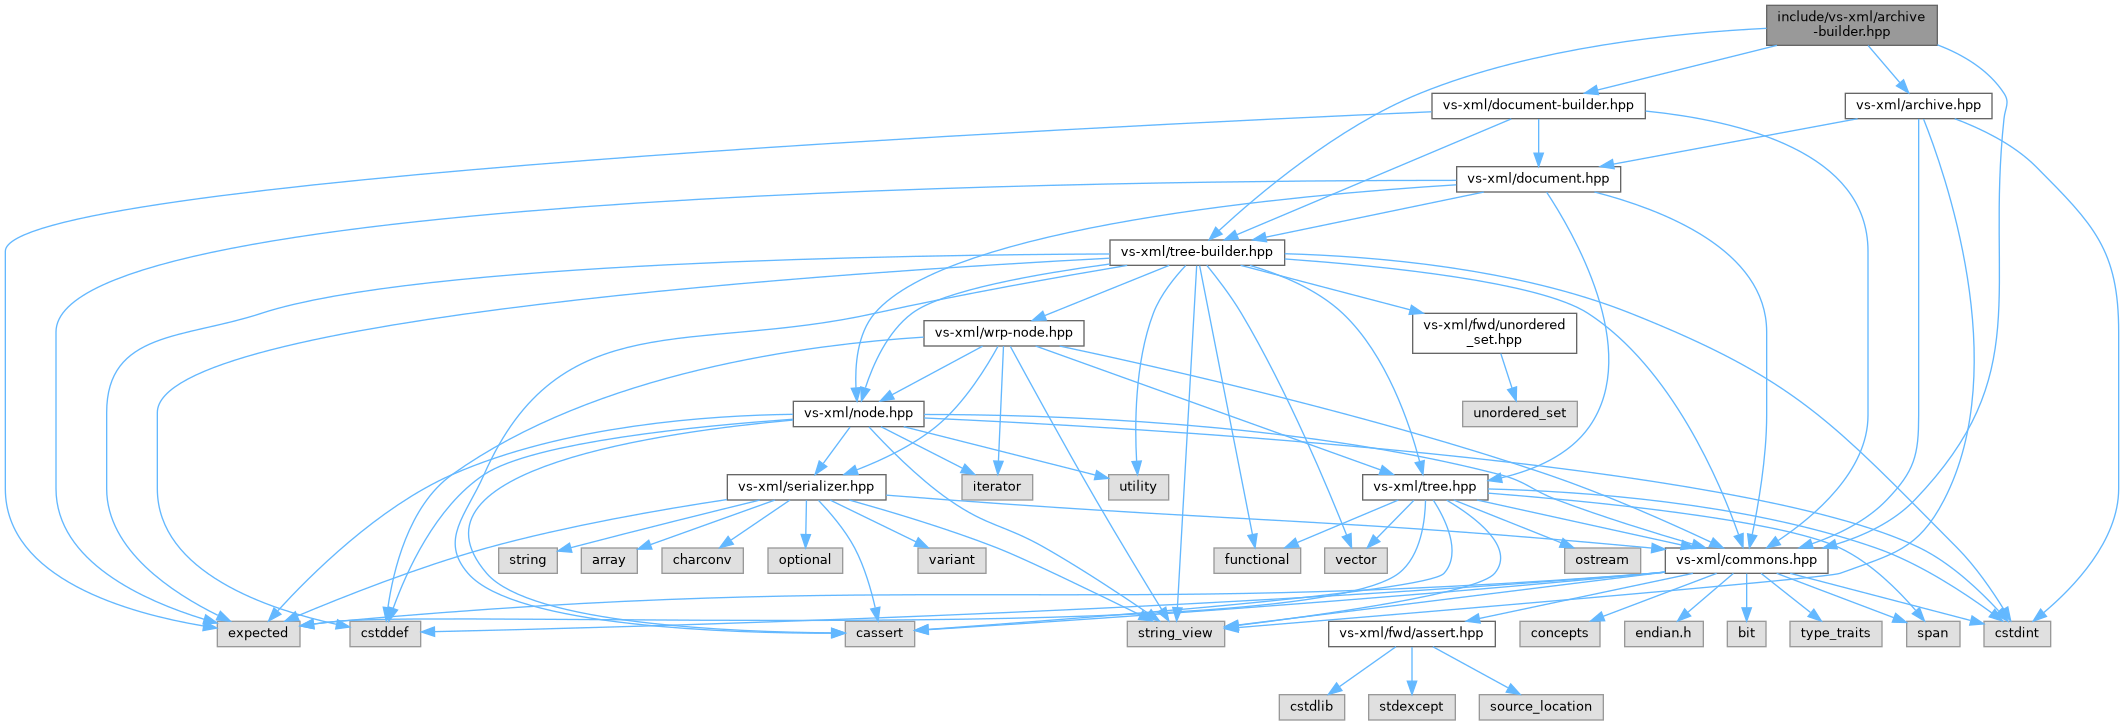 include/vs-xml/archive
-builder.hpp
vs-xml/document-builder.hpp
vs-xml/archive.hpp
vs-xml/document.hpp
vs-xml/tree-builder.hpp
vs-xml/wrp-node.hpp
vs-xml/fwd/unordered
_set.hpp
vs-xml/node.hpp
unordered_set
vs-xml/serializer.hpp
iterator
utility
vs-xml/tree.hpp
string
array
charconv
optional
variant
functional
vector
ostream
vs-xml/commons.hpp
expected
cstddef
cassert
string_view
vs-xml/fwd/assert.hpp
concepts
endian.h
bit
type_traits
span
cstdint
cstdlib
stdexcept
source_location